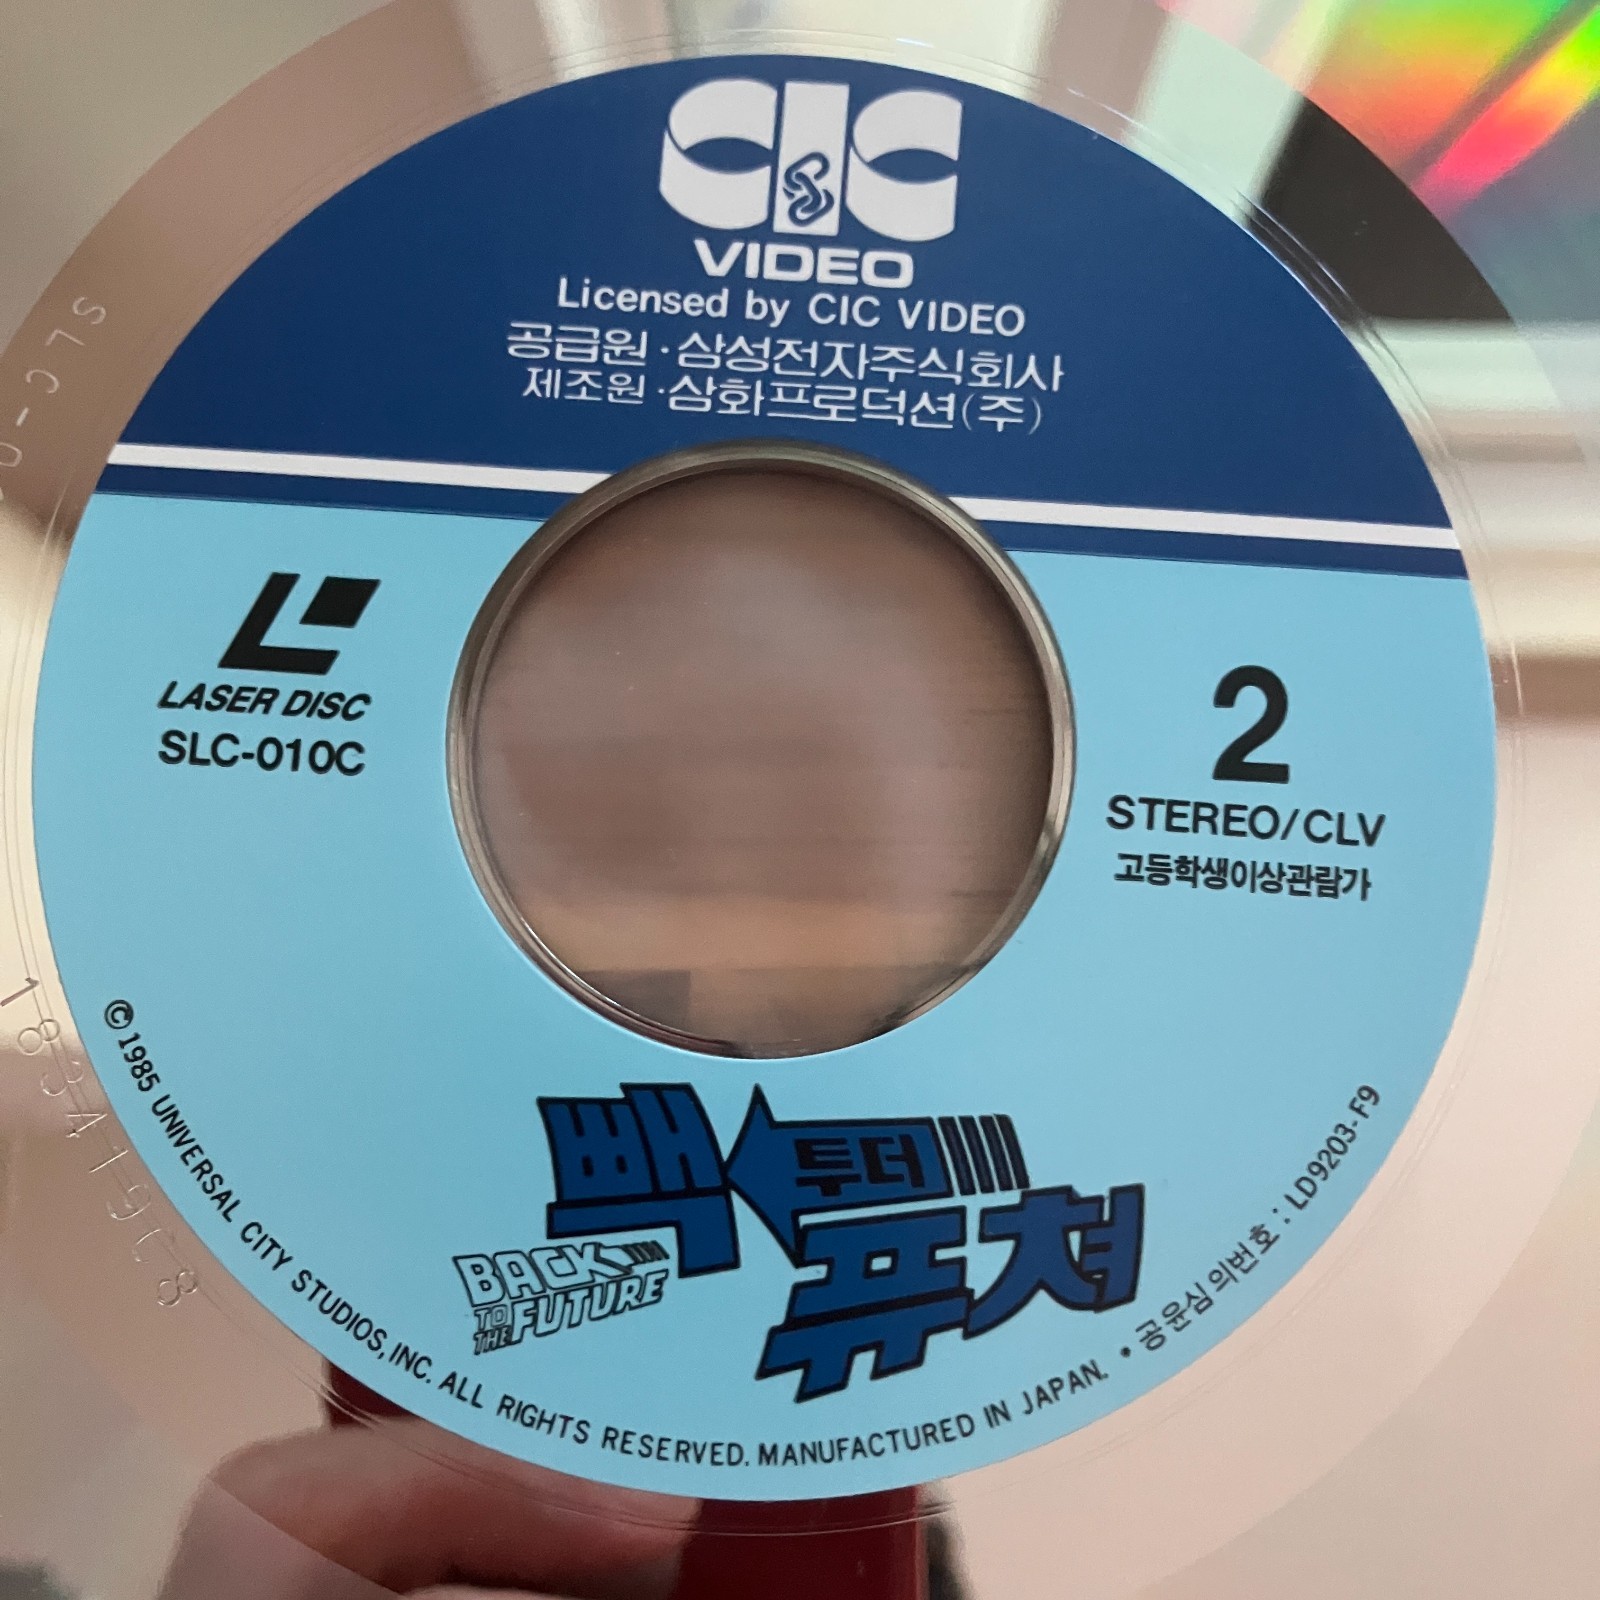 CIC
VIDEO
Licensed by CIC VIDEO
공급원·삼성전자주식회사
제조원·삼화프로덕션(주)
LASER DISC
SLC-010C
2
STEREO/CLV
고등학생이상관람가
빽투더
퓨쳐
BACK
TO THE FUTURE
©1985 UNIVERSAL CITY STUDIOS, INC. ALL RIGHTS RESERVED. MANUFACTURED IN JAPAN. • 공윤심의번호: LD9203-F9